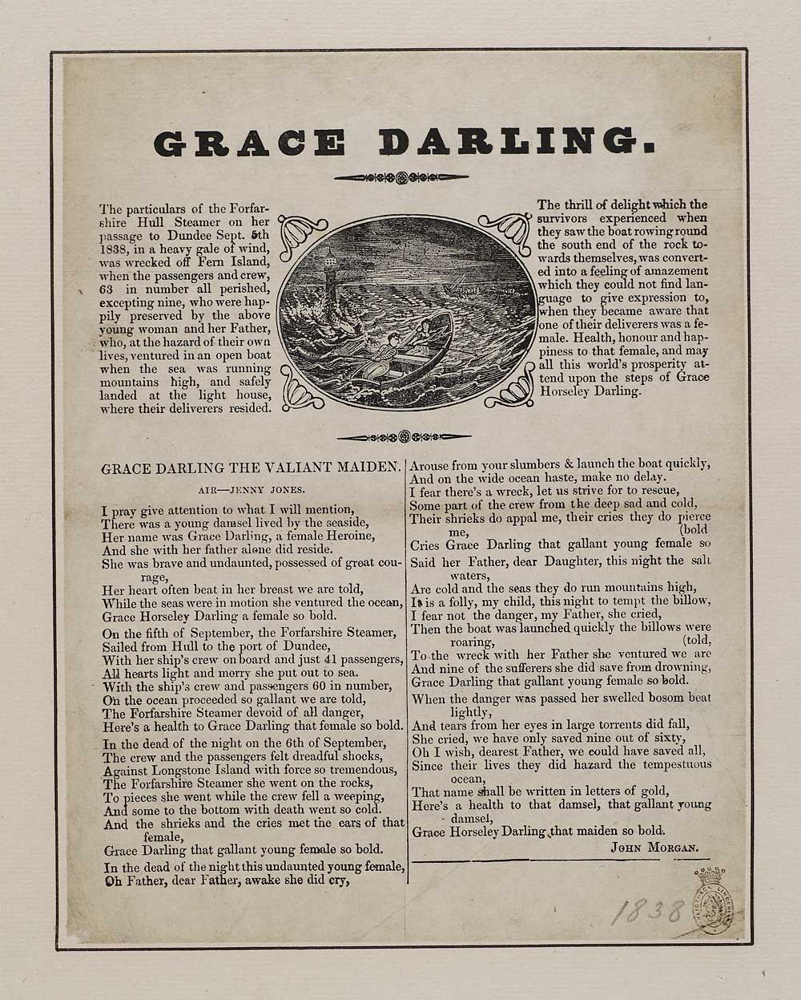 GRACE DARLING.
The particulars of the Forfar-
shire Hull Steamer on her
passage to Dundee Sept. 5th
1838, in a heavy gale of wind,
was wrecked off Fern Island,
when the passengers and crew,
63 in number all perished,
excepting nine, who were hap-
pily preserved by the above
young woman and her Father,
who, at the hazard of their own
lives, ventured in an open boat
when the sea was running
mountains high, and safely
landed at the light house,
where their deliverers resided.
The thrill of delight which the
survivors experienced when
they saw the boat rowing round
the south end of the rock to-
wards themselves, was convert-
ed into a feeling of amazement
which they could not find lan-
guage to give expression to,
when they became aware that
one of their deliverers was a fe-
male. Health, honour and hap-
piness to that female, and may
all this world's prosperity at-
tend upon the steps of Grace
Horseley Darling.
GRACE DARLING THE VALIANT MAIDEN.
AIR—JENNY JONES.
I pray give attention to what I will mention,
There was a young damsel lived by the seaside,
Her name was Grace Darling, a female Heroine,
And she with her father alone did reside.
She was brave and undaunted, possessed of great cou-
rage,
Her heart often beat in her breast we are told,
While the seas were in motion she ventured the ocean,
Grace Horseley Darling a female so bold.
On the fifth of September, the Forfarshire Steamer,
Sailed from Hull to the port of Dundee,
With her ship's crew on board and just 41 passengers,
All hearts light and merry she put out to sea.
With the ship's crew and passengers 60 in number,
On the ocean proceeded so gallant we are told,
The Forfarshire Steamer devoid of all danger,
Here's a health to Grace Darling that female so bold.
In the dead of the night on the 6th of September,
The crew and the passengers felt dreadful shocks,
Against Longstone Island with force so tremendous,
The Forfarshire Steamer she went on the rocks,
To pieces she went while the crew fell a weeping,
And some to the bottom with death went so cold.
And the shrieks and the cries met the ears of that
female,
Grace Darling that gallant young female so bold.
In the dead of the night this undaunted young female,
Oh Father, dear Father, awake she did cry,
Arouse from your slumbers & launch the boat quickly,
And on the wide ocean haste, make no delay.
I fear there's a wreck, let us strive for to rescue,
Some part of the crew from the deep sad and cold,
Their shrieks do appal me, their cries they do pierce
me, (bold
Cries Grace Darling that gallant young female so
Said her Father, dear Daughter, this night the salt
waters,
Are cold and the seas they do run mountains high,
It is a folly, my child, this night to tempt the billow,
I fear not the danger, my Father, she cried,
Then the boat was launched quickly the billows were
roaring, (told,
To the wreck with her Father she ventured we are
And nine of the sufferers she did save from drowning,
Grace Darling that gallant young female so bold.
When the danger was passed her swelled bosom beat
lightly,
And tears from her eyes in large torrents did fall,
She cried, we have only saved nine out of sixty,
Oh I wish, dearest Father, we could have saved all,
Since their lives they did hazard the tempestuous
ocean,
That name shall be written in letters of gold,
Here's a health to that damsel, that gallant young
damsel,
Grace Horseley Darling that maiden so bold.
JOHN MORGAN.
1838